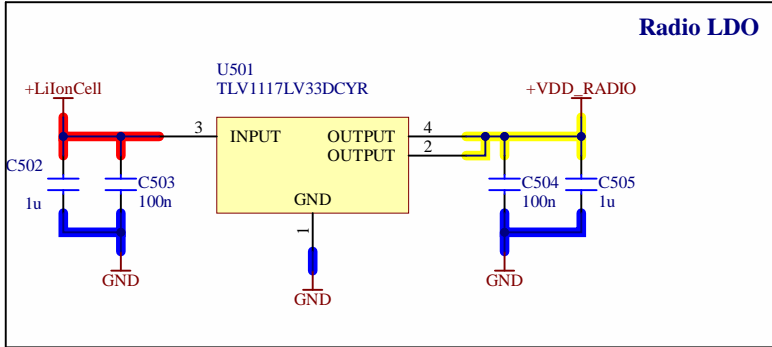 Radio LDO
U501
TLV1117LV33DCYR
+LiIonCell
+VDD_RADIO
3
INPUT
OUTPUT
4
OUTPUT
2
C502
1u
C503
100n
GND
1
C504
100n
C505
1u
GND
GND
GND